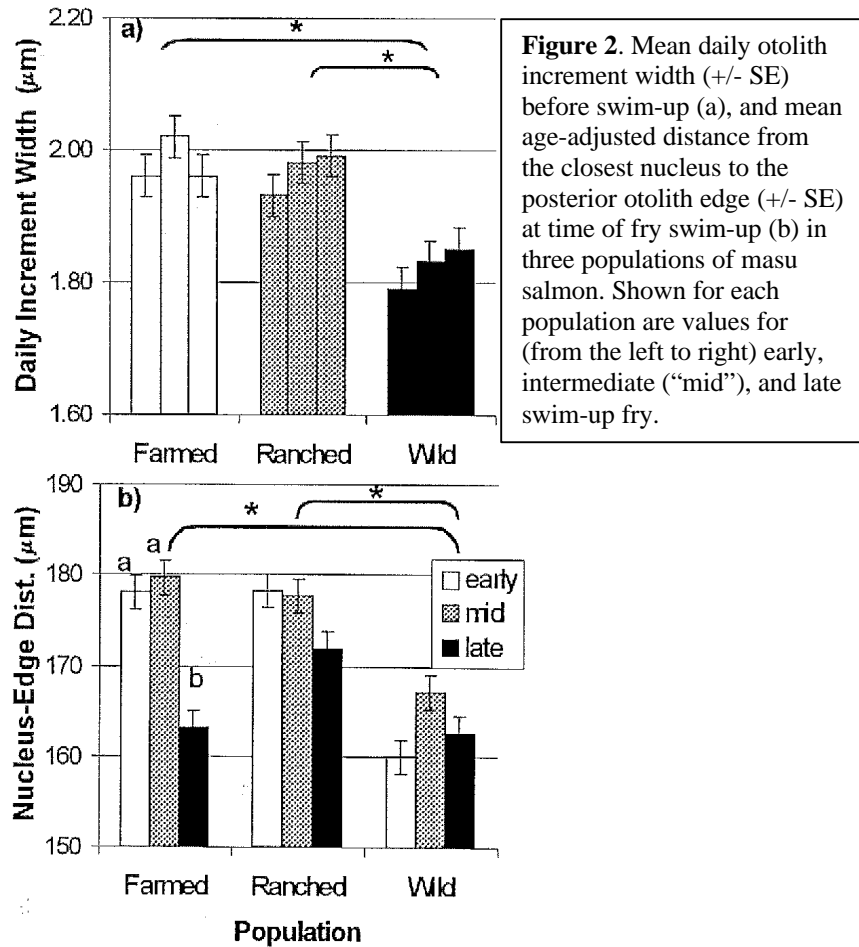 2.20
a)
*
*
2.00
1.80
1.60
Daily Increment Width (μm)
Farmed Ranched Wild
Figure 2. Mean daily otolith
increment width (+/- SE)
before swim-up (a), and mean
age-adjusted distance from
the closest nucleus to the
posterior otolith edge (+/- SE)
at time of fry swim-up (b) in
three populations of masu
salmon. Shown for each
population are values for
(from the left to right) early,
intermediate (“mid”), and late
swim-up fry.
190
b)
*
*
180
170
160
150
Nucleus-Edge Dist. (μm)
a
a
b
early
mid
late
Farmed Ranched Wild
Population